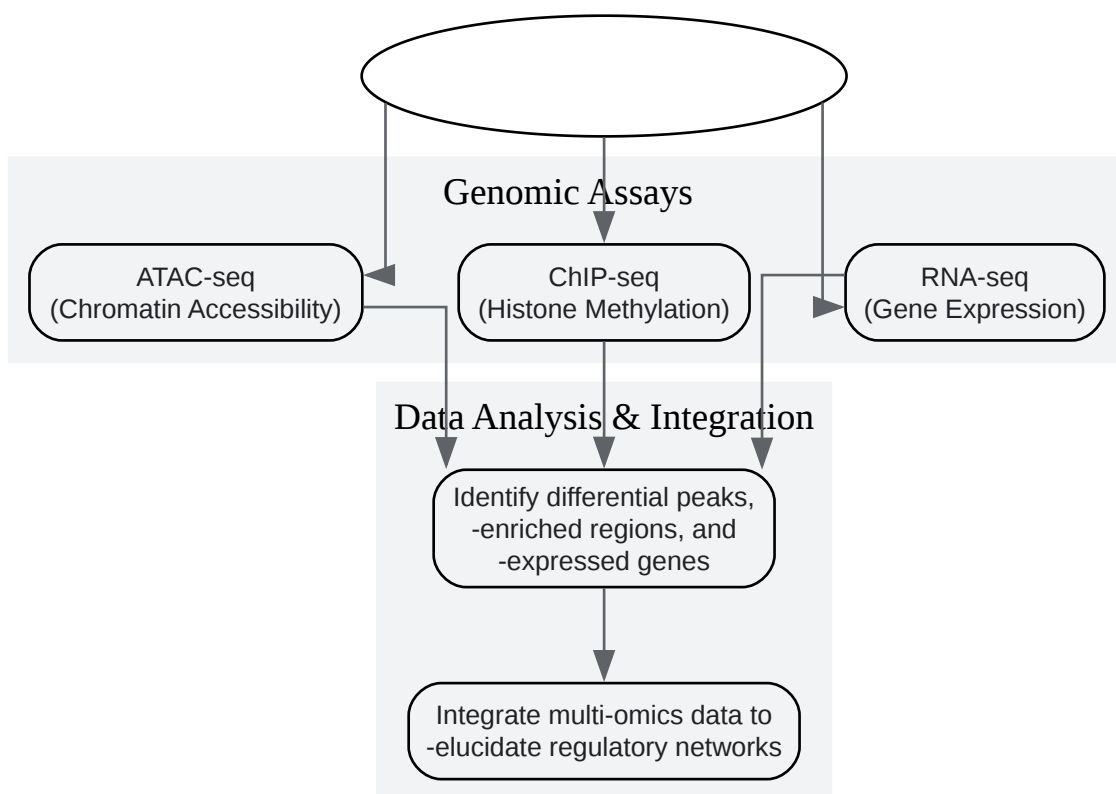 Genomic Assays
ATAC-seq
(Chromatin Accessibility)
ChIP-seq
(Histone Methylation)
RNA-seq
(Gene Expression)
Data Analysis & Integration
Identify differential peaks,
-enriched regions, and
-expressed genes
Integrate multi-omics data to
-elucidate regulatory networks